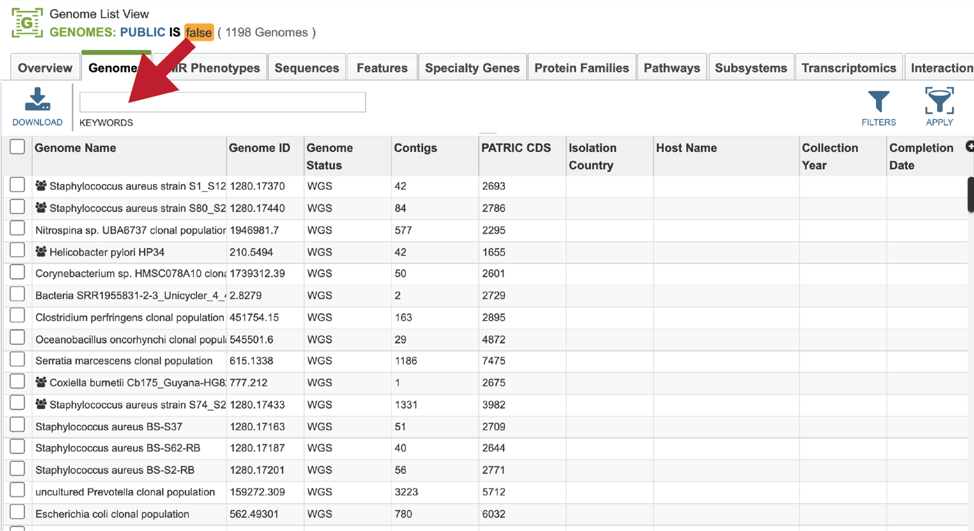 G
Genome List View
GENOMES: PUBLIC IS false ( 1198 Genomes )
Overview Genome MR Phenotypes Sequences Features Specialty Genes Protein Families Pathways Subsystems Transcriptomics Interaction
DOWNLOAD KEYWORDS FILTERS APPLY
Genome Name Genome ID Genome Status Contigs PATRIC CDS Isolation Country Host Name Collection Year Completion Date
Staphylococcus aureus strain S1_S12 1280.17370 WGS 42 2693
Staphylococcus aureus strain S80_S2 1280.17440 WGS 84 2786
Nitrospina sp. UBA6737 clonal population 1946981.7 WGS 577 2295
Helicobacter pylori HP34 210.5494 WGS 42 1655
Corynebacterium sp. HMSC078A10 clona 1739312.39 WGS 50 2601
Bacteria SRR1955831-2-3_Unicycler_4_4 2.8279 WGS 2 2729
Clostridium perfringens clonal population 451754.15 WGS 163 2895
Oceanobacillus oncorhynchi clonal popula 545501.6 WGS 29 4872
Serratia marcescens clonal population 615.1338 WGS 1186 7475
Coxiella burnetii Cb175_Guyana-HG8 777.212 WGS 1 2675
Staphylococcus aureus strain S74_S2 1280.17433 WGS 1331 3982
Staphylococcus aureus BS-S37 1280.17163 WGS 51 2709
Staphylococcus aureus BS-S62-RB 1280.17187 WGS 40 2644
Staphylococcus aureus BS-S2-RB 1280.17201 WGS 56 2771
uncultured Prevotella clonal population 159272.309 WGS 3223 5712
Escherichia coli clonal population 562.49301 WGS 780 6032